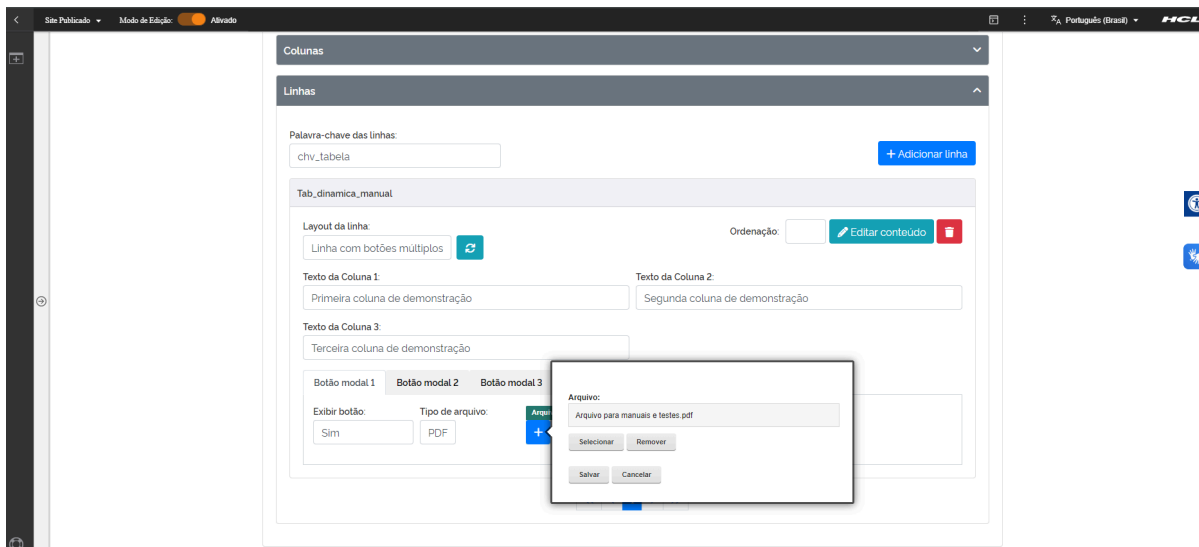 Site Publicado
Modo de Edição:
Ativado
Português (Brasil)
HCL
Colunas
Linhas
Palavra-chave das linhas:
chv_tabela
+ Adicionar linha
Tab_dinamica_manual
Layout da linha:
Linha com botões múltiplos
Ordenação:
Editar conteúdo
Texto da Coluna 1:
Primeira coluna de demonstração
Texto da Coluna 2:
Segunda coluna de demonstração
Texto da Coluna 3:
Terceira coluna de demonstração
Botão modal 1
Botão modal 2
Botão modal 3
Exibir botão:
Sim
Tipo de arquivo:
PDF
+
Arquivo:
Arquivo para manuais e testes.pdf
Selecionar
Remover
Salvar
Cancelar